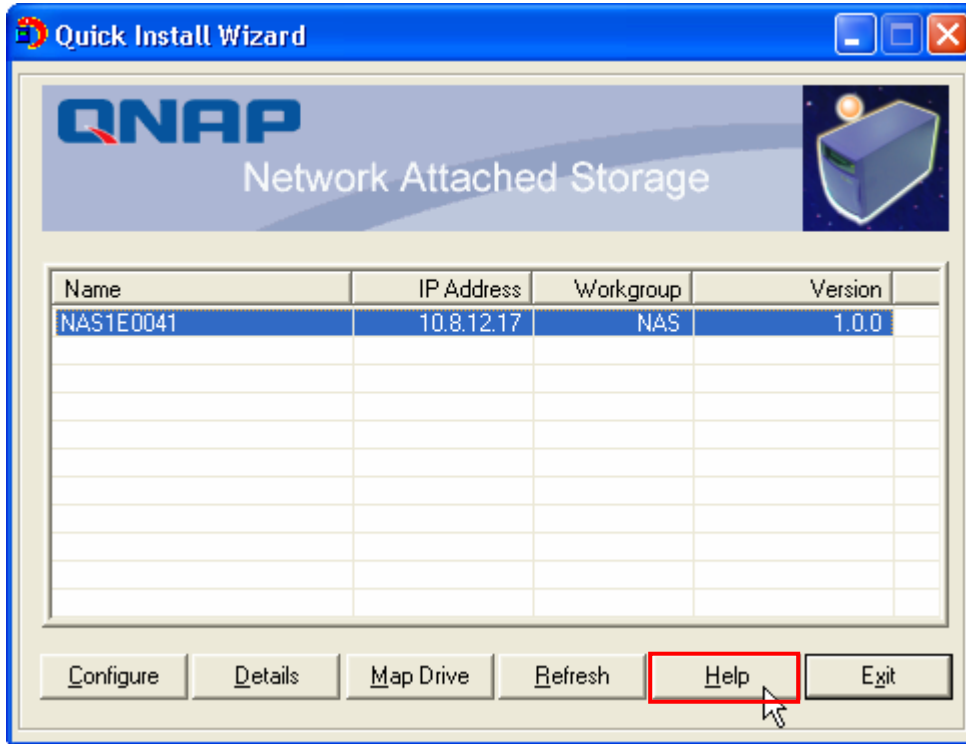 Quick Install Wizard
QNAP
Network Attached Storage
Name IP Address Workgroup Version
NAS1E0041 10.8.12.17 NAS 1.0.0
Configure Details Map Drive Refresh Help Exit